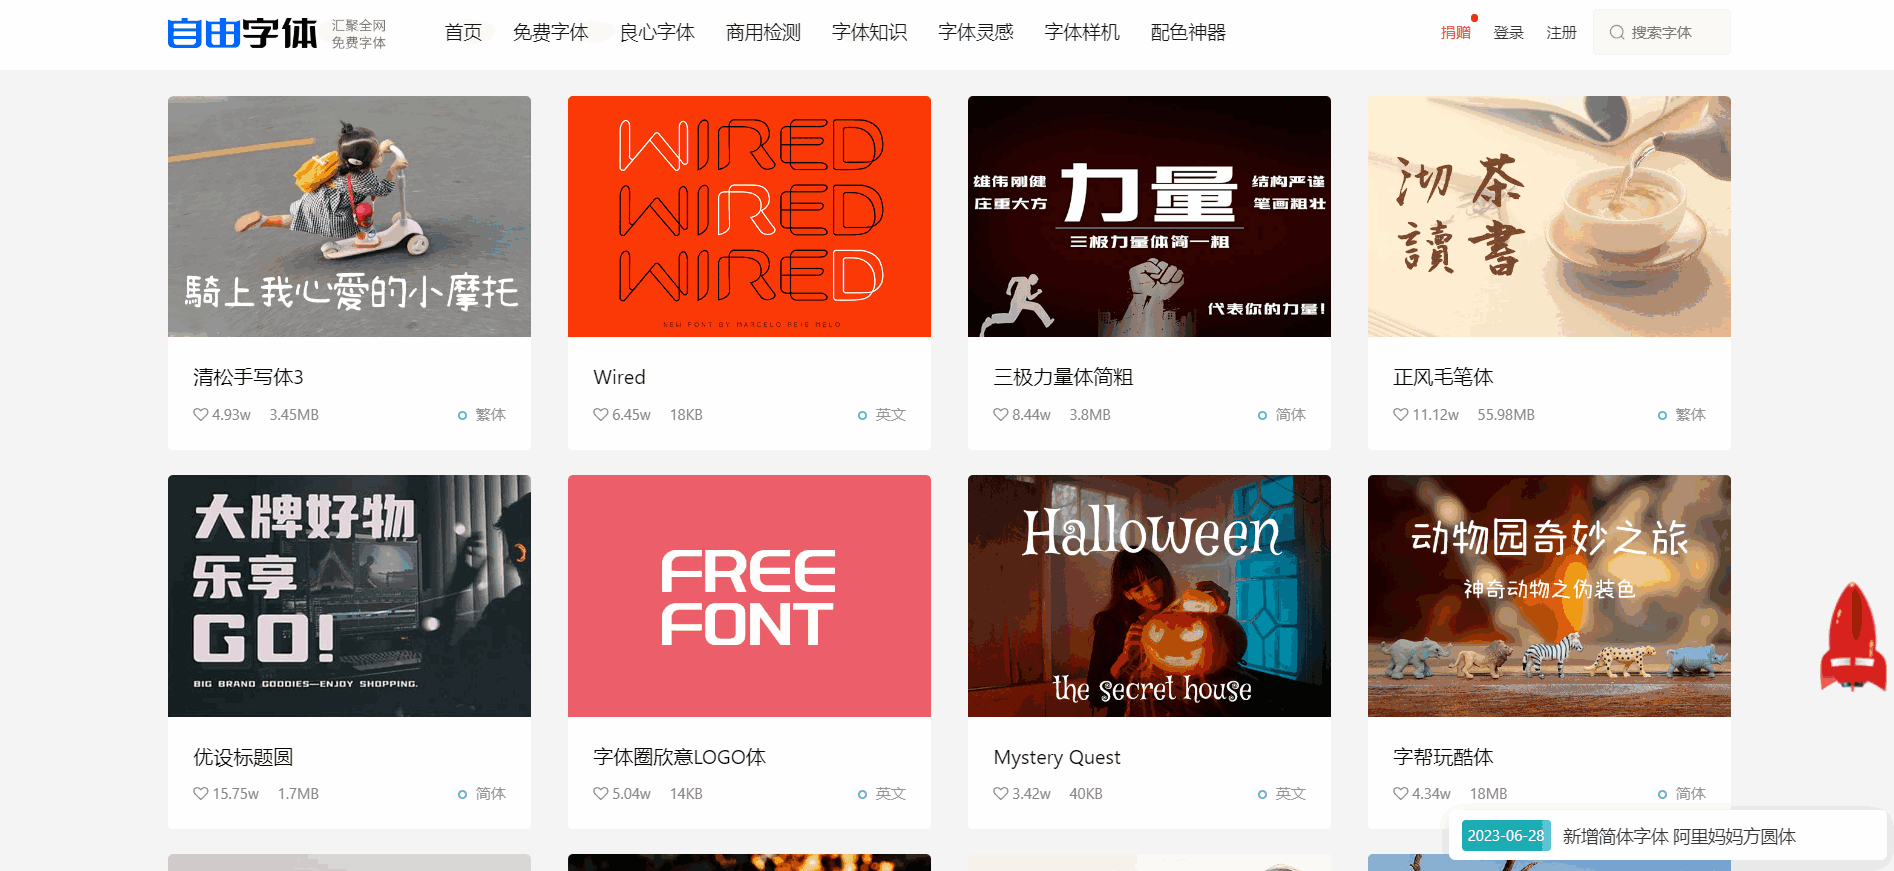 自由字体
汇聚全网
免费字体
首页 免费字体 良心字体 商用检测 字体知识 字体灵感 字体样机 配色神器
捐赠 登录 注册 搜索字体
騎上我心愛的小摩托
清松手写体3
4.93w 3.45MB 繁体
WIRED
WIRED
WIRED
NEW FONT BY MARCELO REIS MELO
Wired
6.45w 18KB 英文
雄伟刚健
庄重大方
力量
结构严谨
笔画粗壮
三极力量体简一粗
代表你的力量!
三极力量体简粗
8.44w 3.8MB 简体
沏茶
讀書
正风毛笔体
11.12w 55.98MB 繁体
大牌好物
乐享
GO!
BIG BRAND GOODIES—ENJOY SHOPPING.
优设标题圆
15.75w 1.7MB 简体
FREE
FONT
字体圈欣意LOGO体
5.04w 14KB 英文
Halloween
the secret house
Mystery Quest
3.42w 40KB 英文
动物园奇妙之旅
神奇动物之伪装色
字帮玩酷体
4.34w 18MB 简体
2023-06-28 新增简体字体 阿里妈妈方圆体